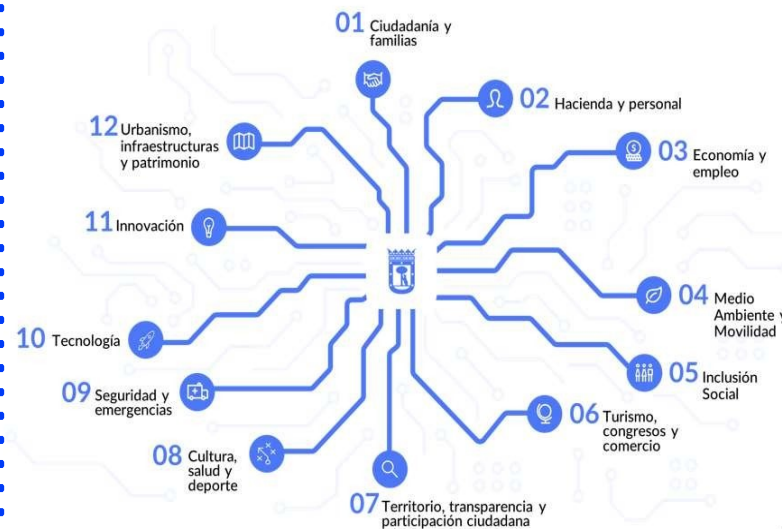 01 Ciudadanía y
familias
02 Hacienda y personal
03 Economía y
empleo
04 Medio
Ambiente y
Movilidad
05 Inclusión
Social
06 Turismo,
congresos y
comercio
07 Territorio, transparencia y
participación ciudadana
08 Cultura,
salud y
deporte
09 Seguridad y
emergencias
10 Tecnología
11 Innovación
12 Urbanismo,
infraestructuras
y patrimonio